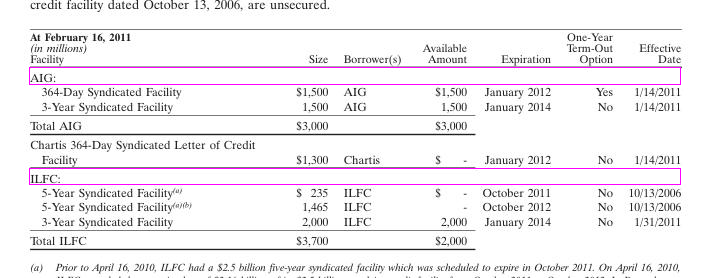 credit facility dated October 13, 2006, are unsecured.
At February 16, 2011 One-Year
(in millions) Available Term-Out Effective
Facility Size Borrower(s) Amount Expiration Option Date
AIG:
364-Day Syndicated Facility $1,500 AIG $1,500 January 2012 Yes 1/14/2011
3-Year Syndicated Facility 1,500 AIG 1,500 January 2014 No 1/14/2011
Total AIG $3,000 $3,000
Chartis 364-Day Syndicated Letter of Credit
Facility $1,300 Chartis $ - January 2012 No 1/14/2011
ILFC:
5-Year Syndicated Facility(a) $ 235 ILFC $ - October 2011 No 10/13/2006
5-Year Syndicated Facility(a)(b) 1,465 ILFC - October 2012 No 10/13/2006
3-Year Syndicated Facility 2,000 ILFC 2,000 January 2014 No 1/31/2011
Total ILFC $3,700 $2,000
(a) Prior to April 16, 2010, ILFC had a $2.5 billion five-year syndicated facility which was scheduled to expire in October 2011. On April 16, 2010,